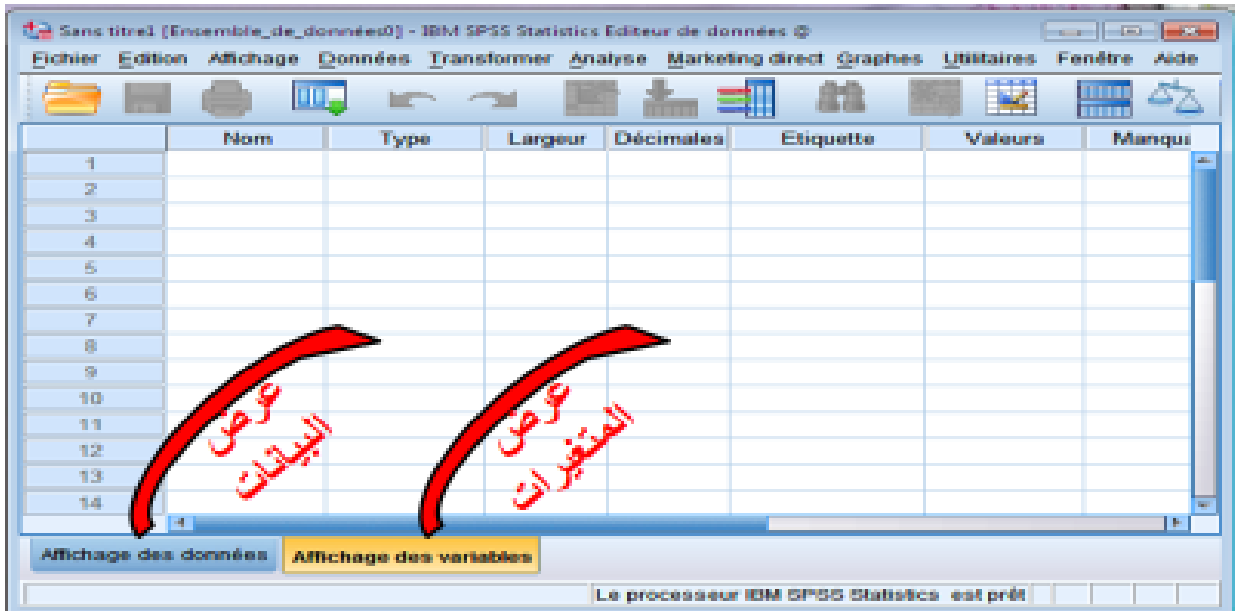 Sans titre1 [Ensemble_de_données0] - IBM SPSS Statistics Editeur de données
Fichier Edition Affichage Données Transformer Analyse Marketing direct Graphes Utilitaires Fenêtre Aide
Nom Type Largeur Décimales Etiquette Valeurs Manqua
1
2
3
4
5
6
7
8
9
10
11
12
13
14
عرض
البيانات
عرض
المتغيرات
Affichage des données Affichage des variables
Le processeur IBM SPSS Statistics est prêt